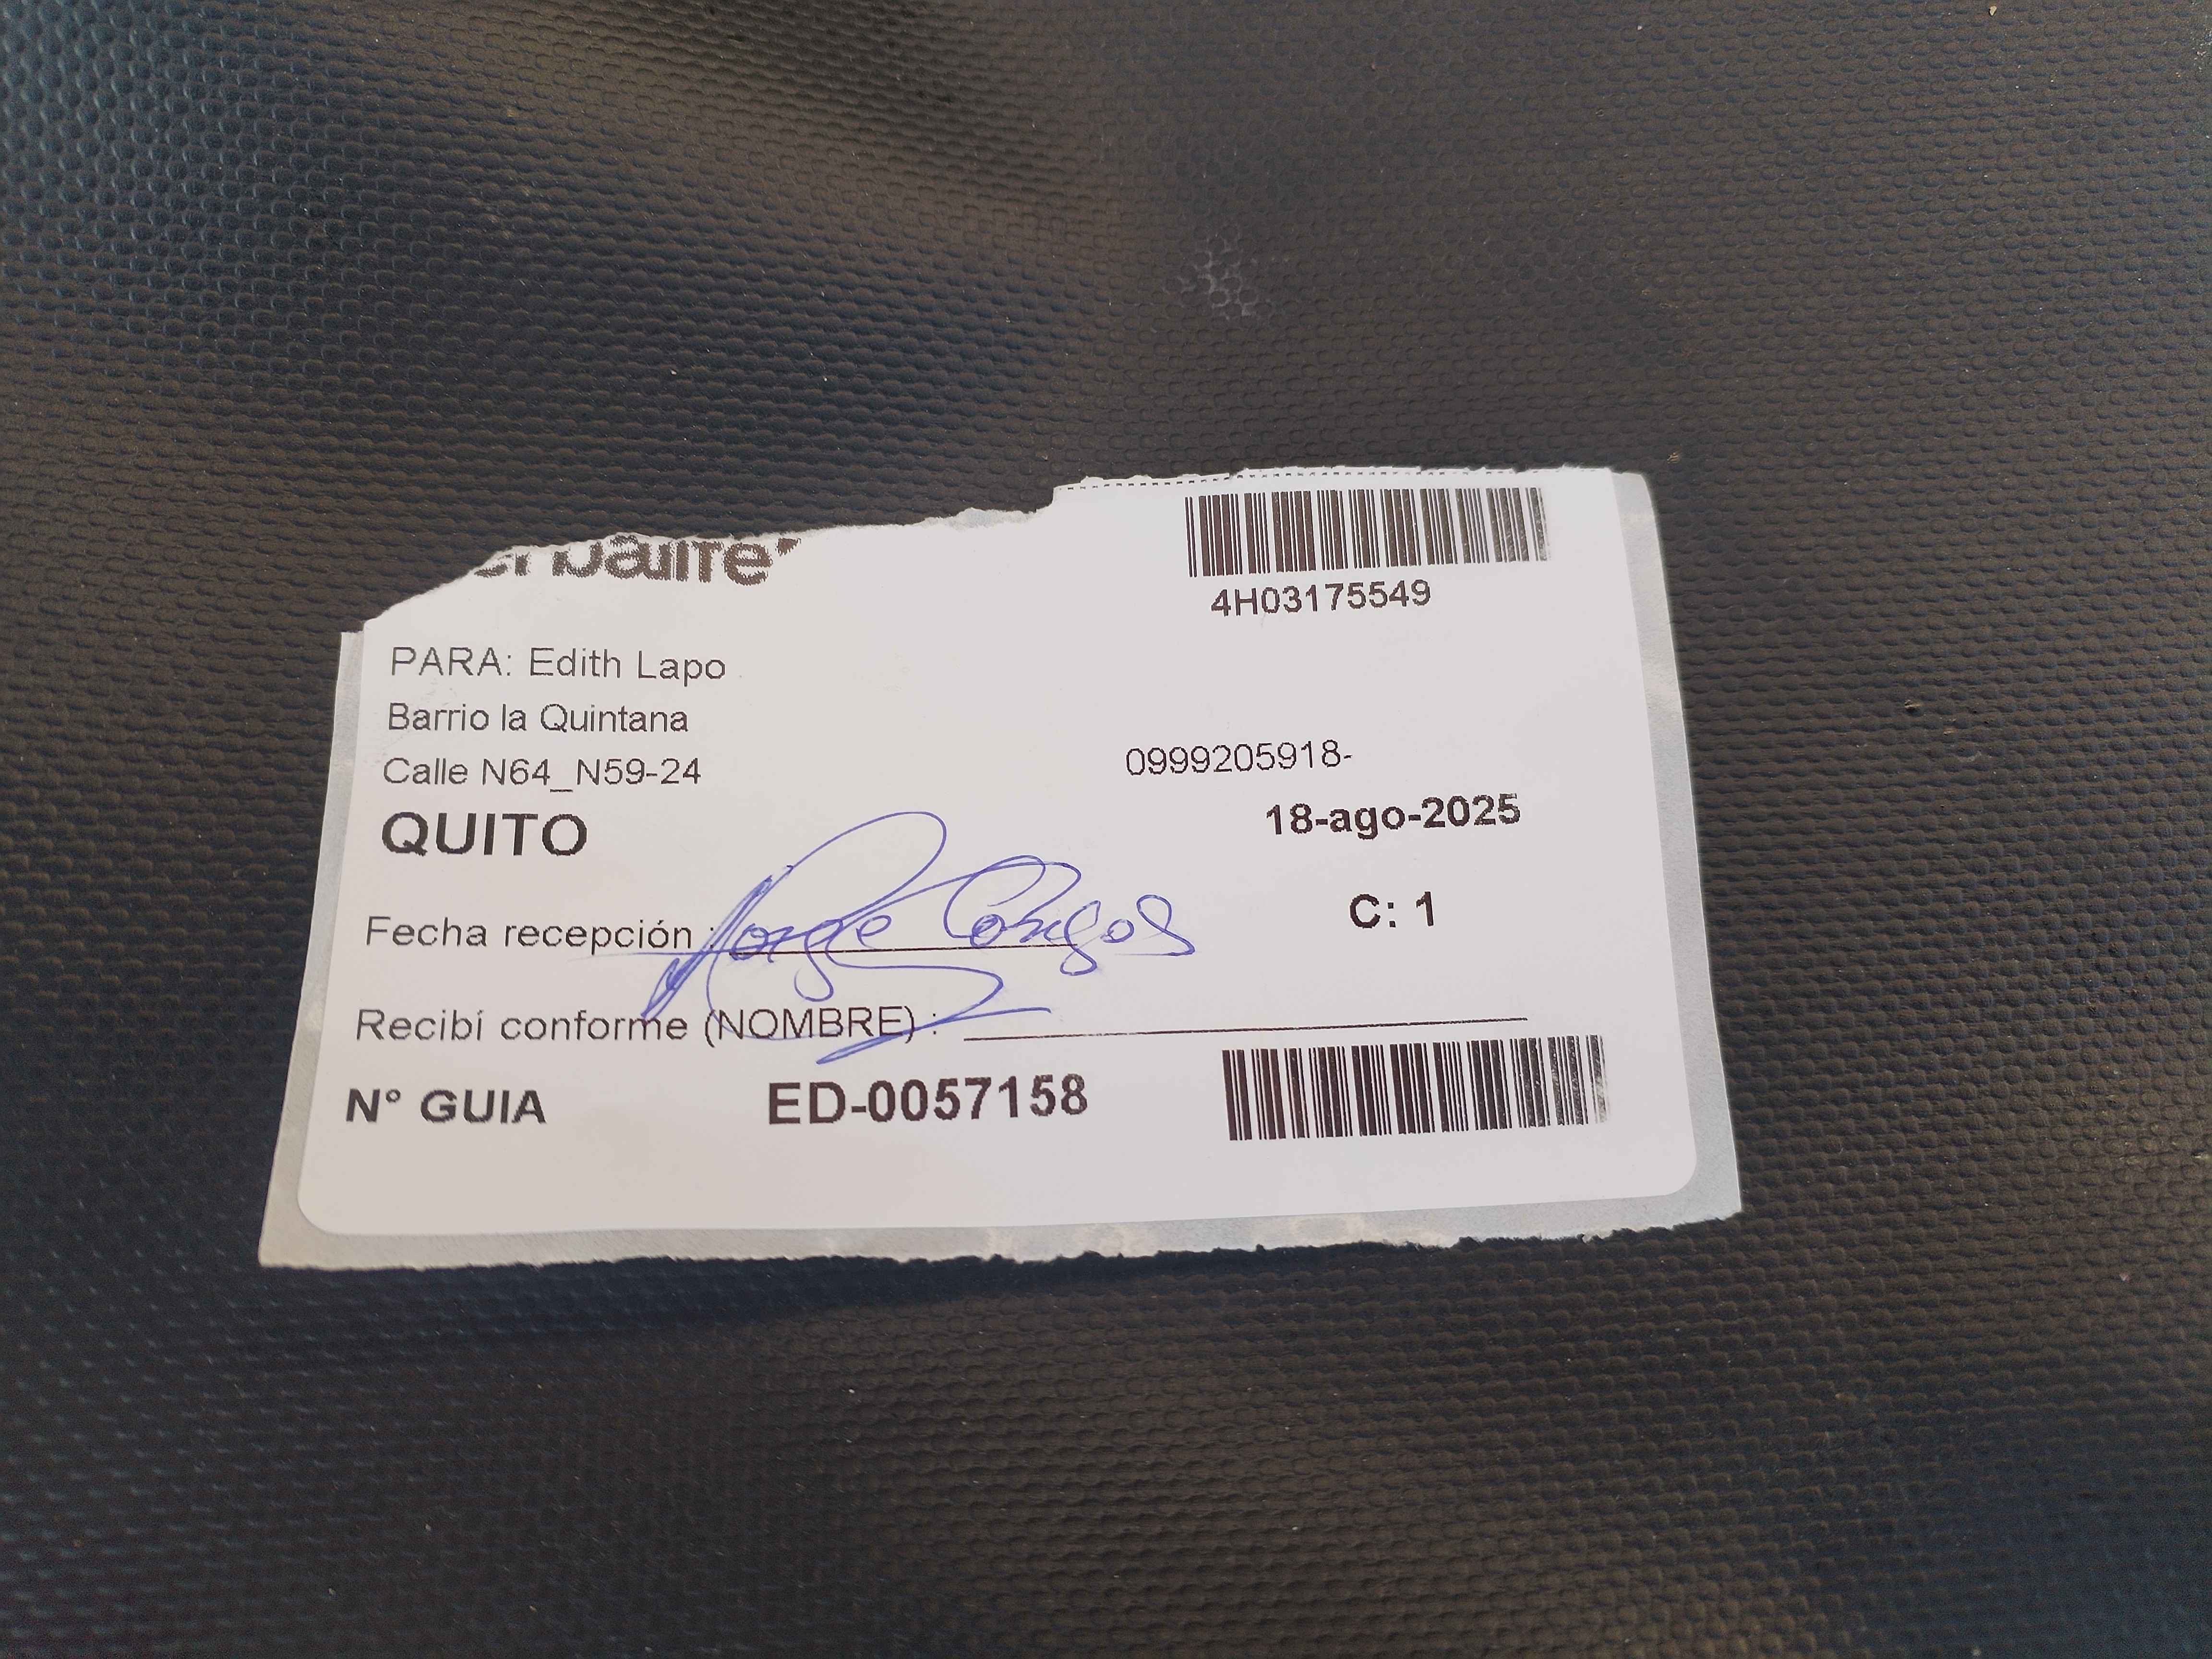 4H03175549
PARA: Edith Lapo
Barrio la Quintana
Calle N64_N59-24
0999205918-
QUITO
18-ago-2025
C: 1
Fecha recepción : Jorge
Recibí conforme (NOMBRE) :
N° GUIA ED-0057158